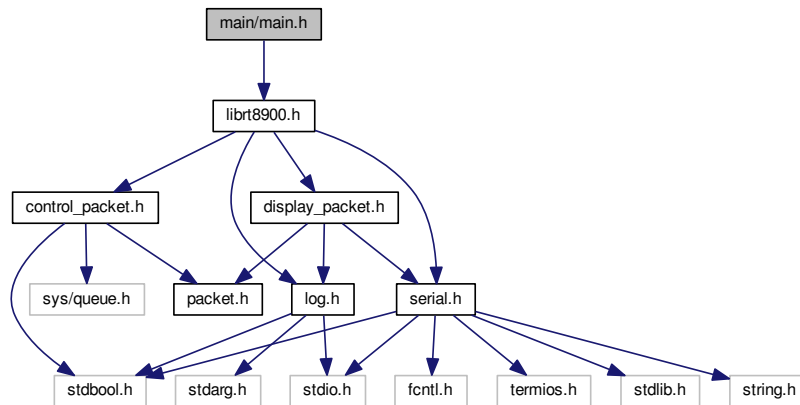 main/main.h
librt8900.h
control_packet.h
display_packet.h
sys/queue.h
packet.h
log.h
serial.h
stdbool.h
stdarg.h
stdio.h
fcntl.h
termios.h
stdlib.h
string.h